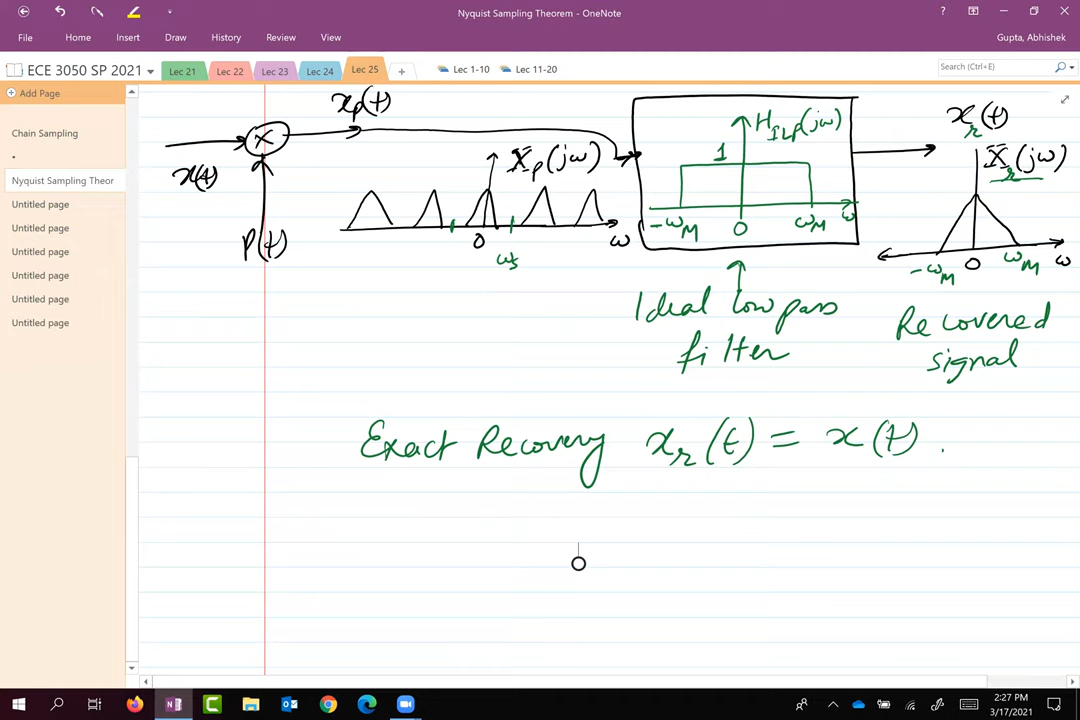 Nyquist Sampling Theorem - OneNote
?
Gupta, Abhishek
File Home Insert Draw History Review View
ECE 3050 SP 2021
Lec 21 Lec 22 Lec 23 Lec 24 Lec 25 + Lec 1-10 Lec 11-20
Search (Ctrl+E)
Add Page
Chain Sampling
Nyquist Sampling Theor
Untitled page
Untitled page
Untitled page
Untitled page
Untitled page
Untitled page
x(t)
×
p(t)
xp(t)
Xp(jω)
0 ω
ωs
HILP(jω)
1
-ωM 0 ωM ω
xr(t)
Xr(jω)
-ωM 0 ωM ω
Ideal low pass
filter
Recovered
signal
Exact Recovery xr(t) = x(t).
2:27 PM
3/17/2021